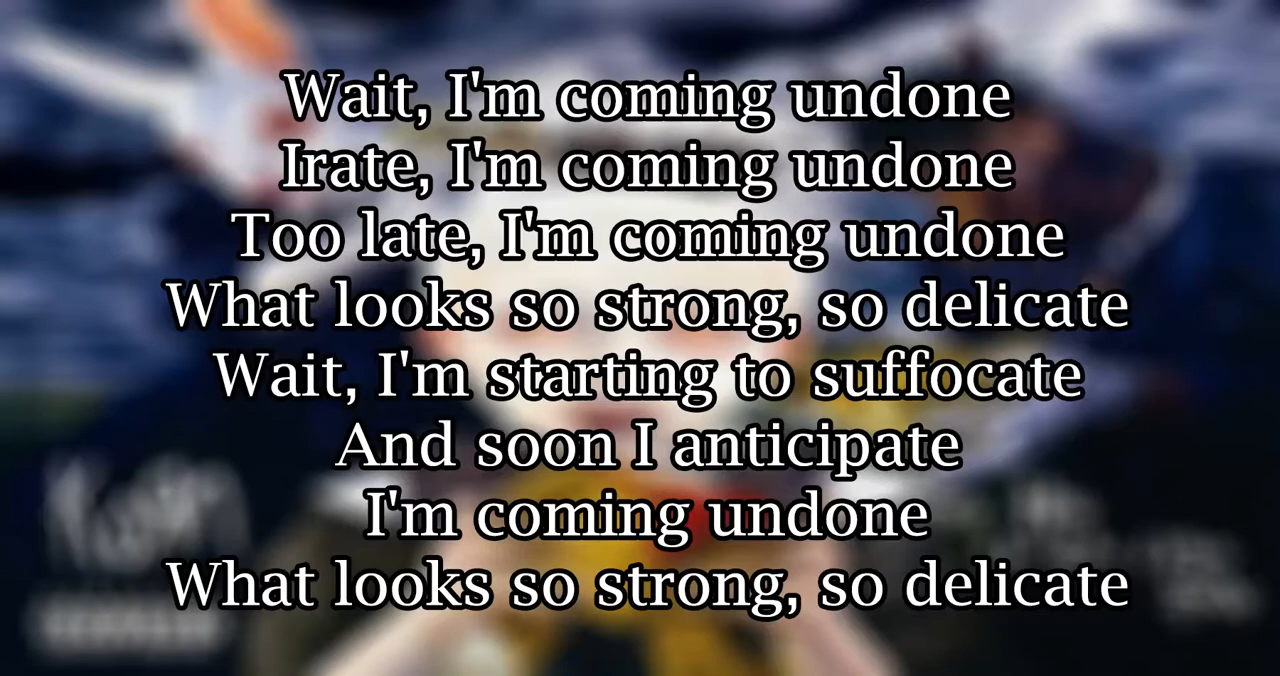 Wait, I'm coming undone
Irate, I'm coming undone
Too late, I'm coming undone
What looks so strong, so delicate
Wait, I'm starting to suffocate
And soon I anticipate
I'm coming undone
What looks so strong, so delicate